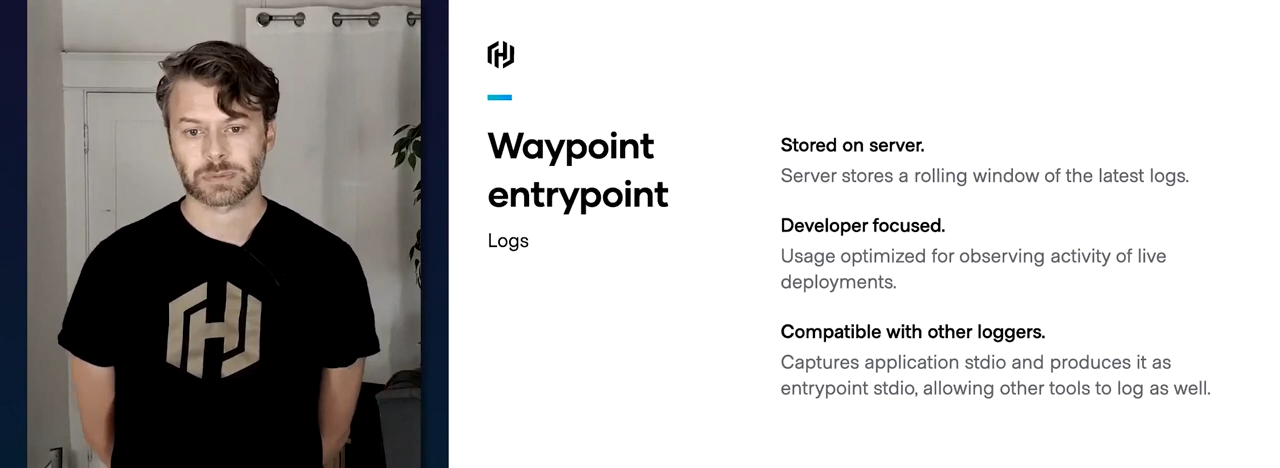 Waypoint
entrypoint
Logs
Stored on server.
Server stores a rolling window of the latest logs.
Developer focused.
Usage optimized for observing activity of live
deployments.
Compatible with other loggers.
Captures application stdio and produces it as
entrypoint stdio, allowing other tools to log as well.